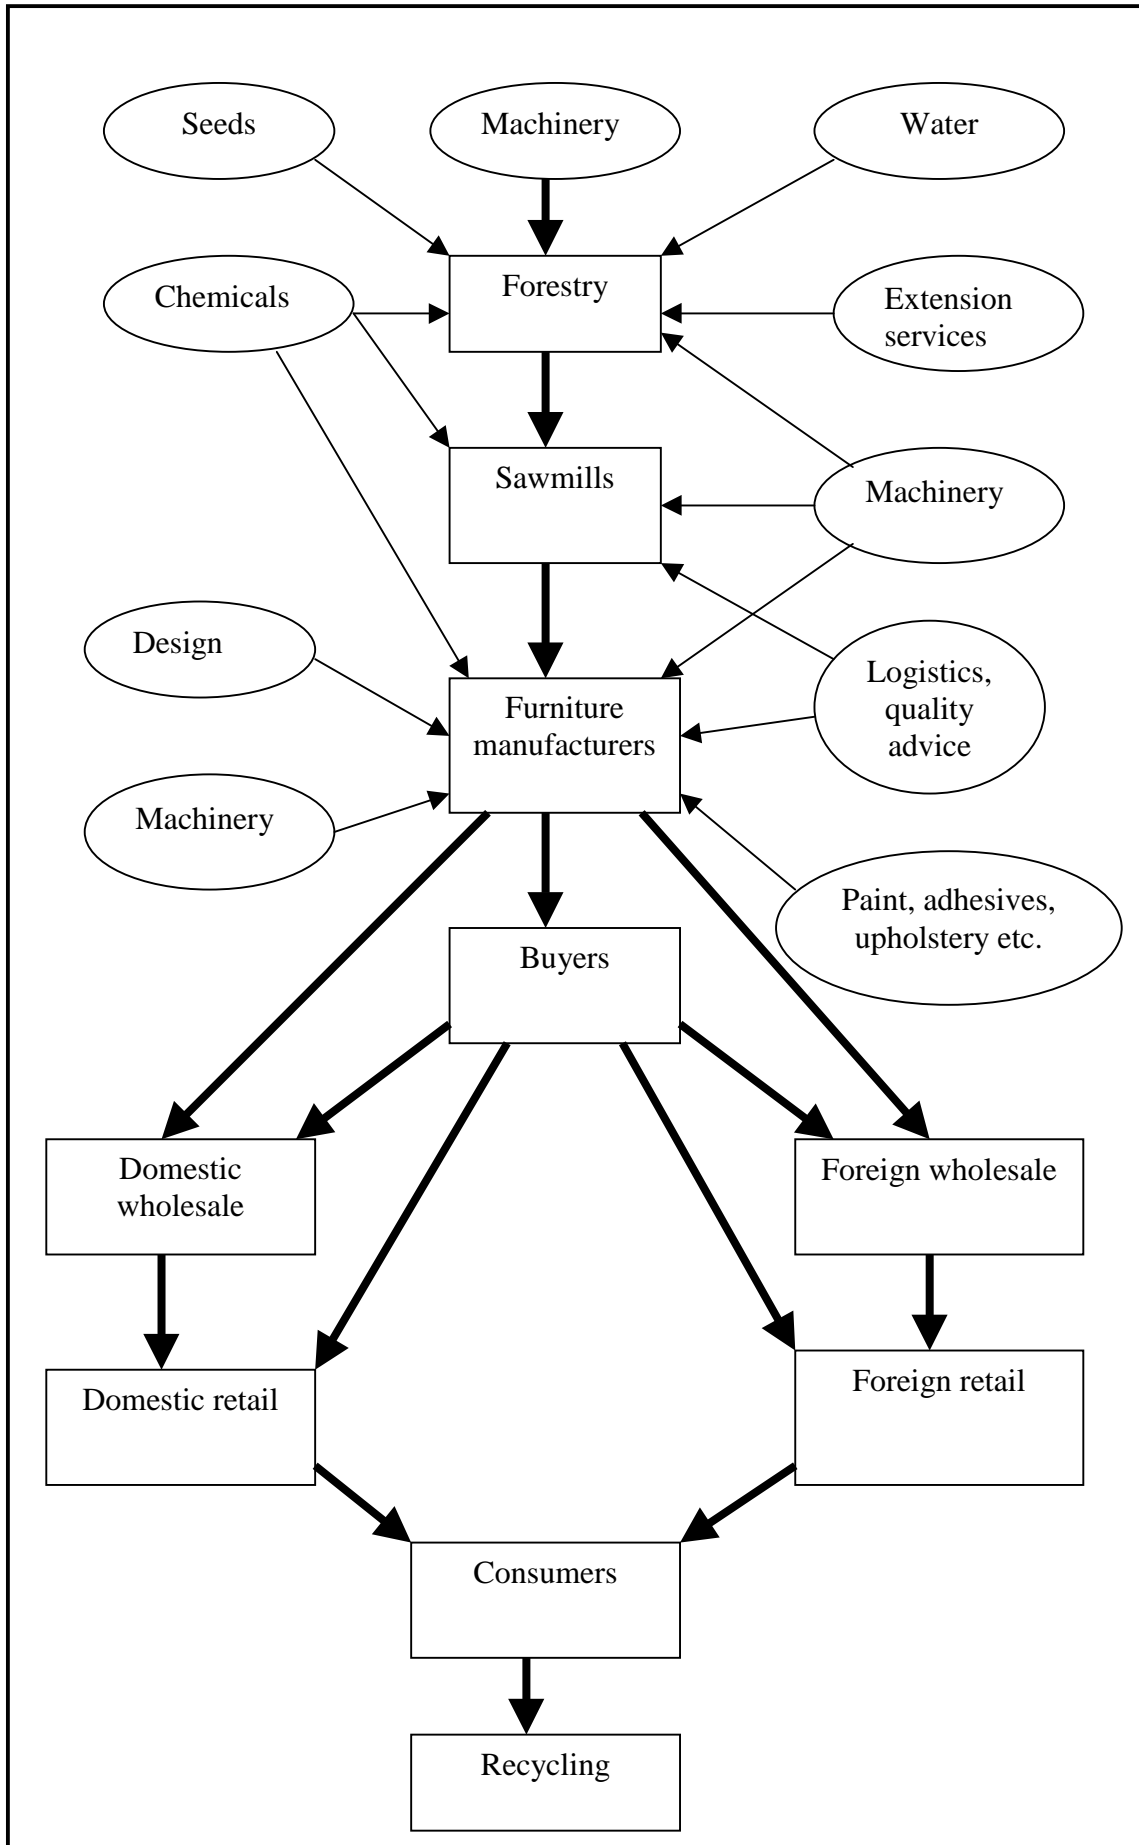 Seeds
Machinery
Water
Chemicals
Forestry
Extension
services
Sawmills
Machinery
Design
Furniture
manufacturers
Logistics,
quality
advice
Machinery
Paint, adhesives,
upholstery etc.
Buyers
Domestic
wholesale
Foreign wholesale
Domestic retail
Foreign retail
Consumers
Recycling